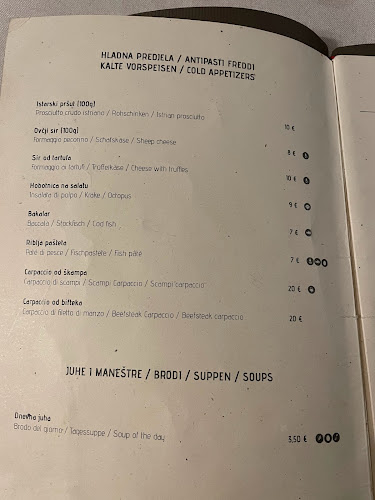 HLADNA PREDJELA / ANTIPASTI FREDDI
KALTE VORSPEISEN / COLD APPETIZERS
Istarski pršut (100g)
Prosciutto crudo istriano / Rohschinken / Istrian prosciutto 10 €
Ovčji sir (100g)
Formaggio pecorino / Schafskäse / Sheep cheese 8 €
Sir od tartufa
Formaggio ai tartufi / Trüffelkäse / Cheese with truffles 10 €
Hobotnica na salatu
Insalata di polpo / Krake / Octopus 9 €
Bakalar
Baccalà / Stockfisch / Cod fish 7 €
Riblja pašteta
Patè di pesce / Fischpastete / Fish pâté 7 €
Carpaccio od škampa
Carpaccio di scampi / Scampi Carpaccio / Scampi carpaccio 20 €
Carpaccio od bifteka
Carpaccio di filetto di manzo / Beefsteak Carpaccio / Beefsteak carpaccio 20 €
JUHE I MANEŠTRE / BRODI / SUPPEN / SOUPS
Dnevna juha
Brodo del giorno / Tagessuppe / Soup of the day 3,50 €